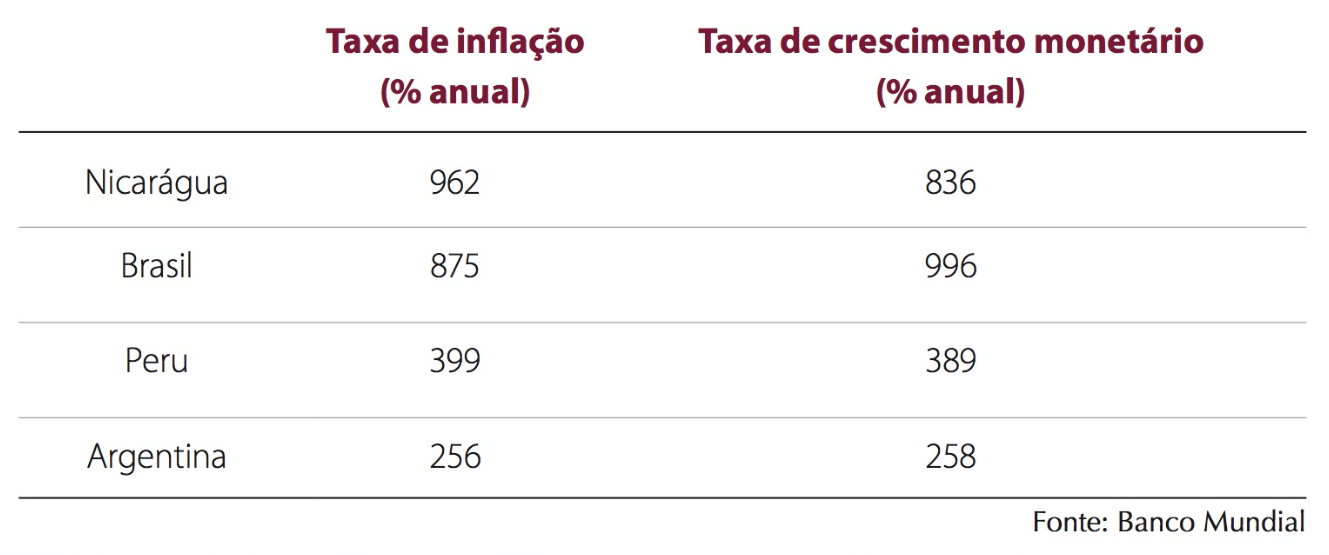 Taxa de inflação Taxa de crescimento monetário
(% anual) (% anual)
Nicarágua 962 836
Brasil 875 996
Peru 399 389
Argentina 256 258
Fonte: Banco Mundial